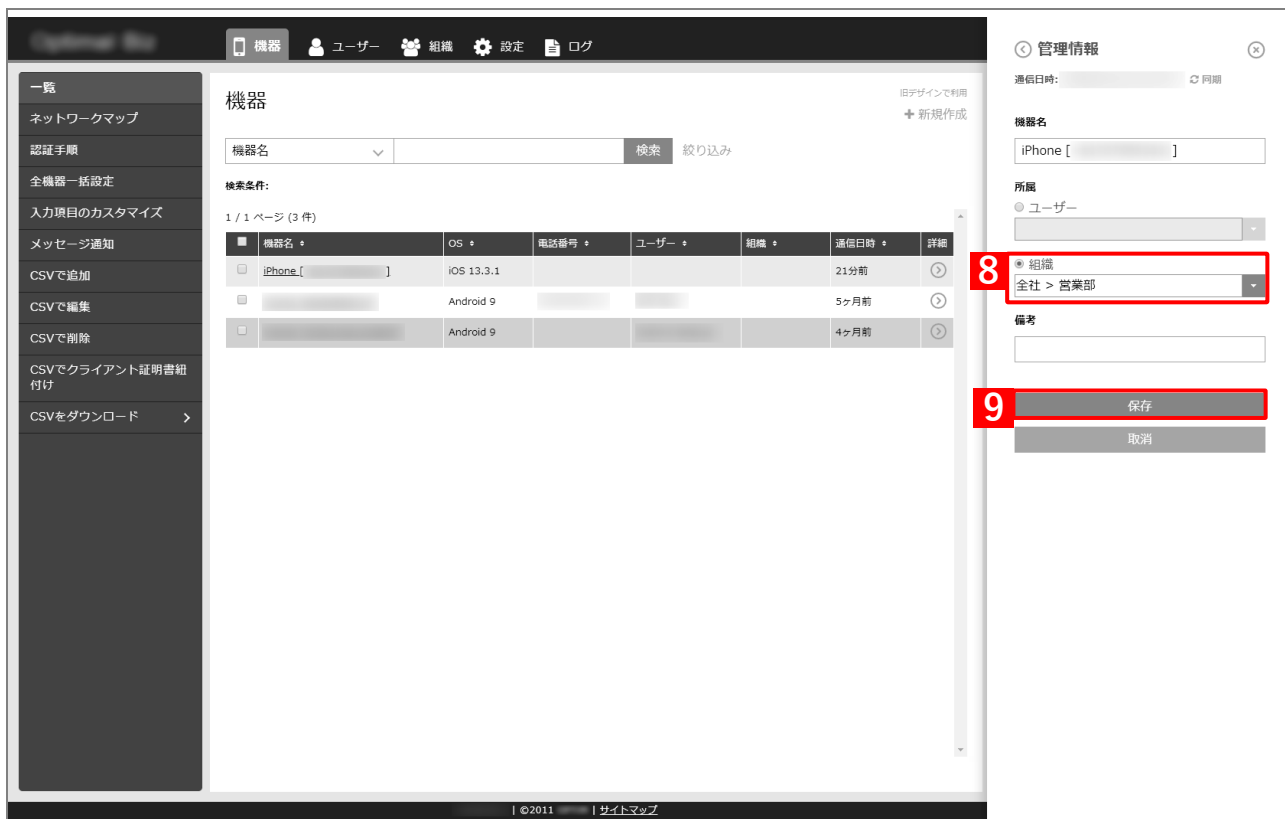 機器
ユーザー
組織
設定
ログ
一覧
ネットワークマップ
認証手順
全機器一括設定
入力項目のカスタマイズ
メッセージ通知
CSVで追加
CSVで編集
CSVで削除
CSVでクライアント証明書紐
付け
CSVをダウンロード
機器
旧デザインで利用
新規作成
機器名
検索
絞り込み
検索条件:
1 / 1 ページ (3 件)
機器名 OS 電話番号 ユーザー 組織 通信日時 詳細
iPhone [ ] iOS 13.3.1 21分前
Android 9 5ヶ月前
Android 9 4ヶ月前
管理情報
通信日時: 同期
機器名
iPhone [ ]
所属
ユーザー
8
組織
全社 > 営業部
備考
9
保存
取消
| ©2011 | サイトマップ